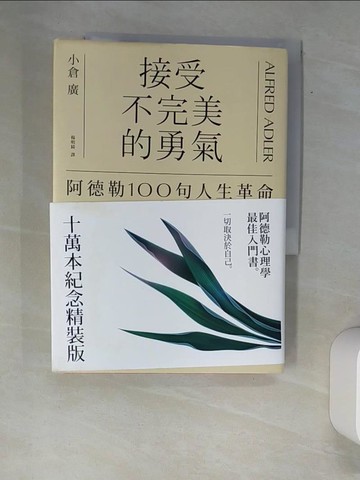 小倉 廣
接受
不完美
的勇氣
ALFRED ADLER
阿德勒100句人生革命
十萬本紀念精裝版
阿德勒心理學
最佳入門書。
一切取決於自己。